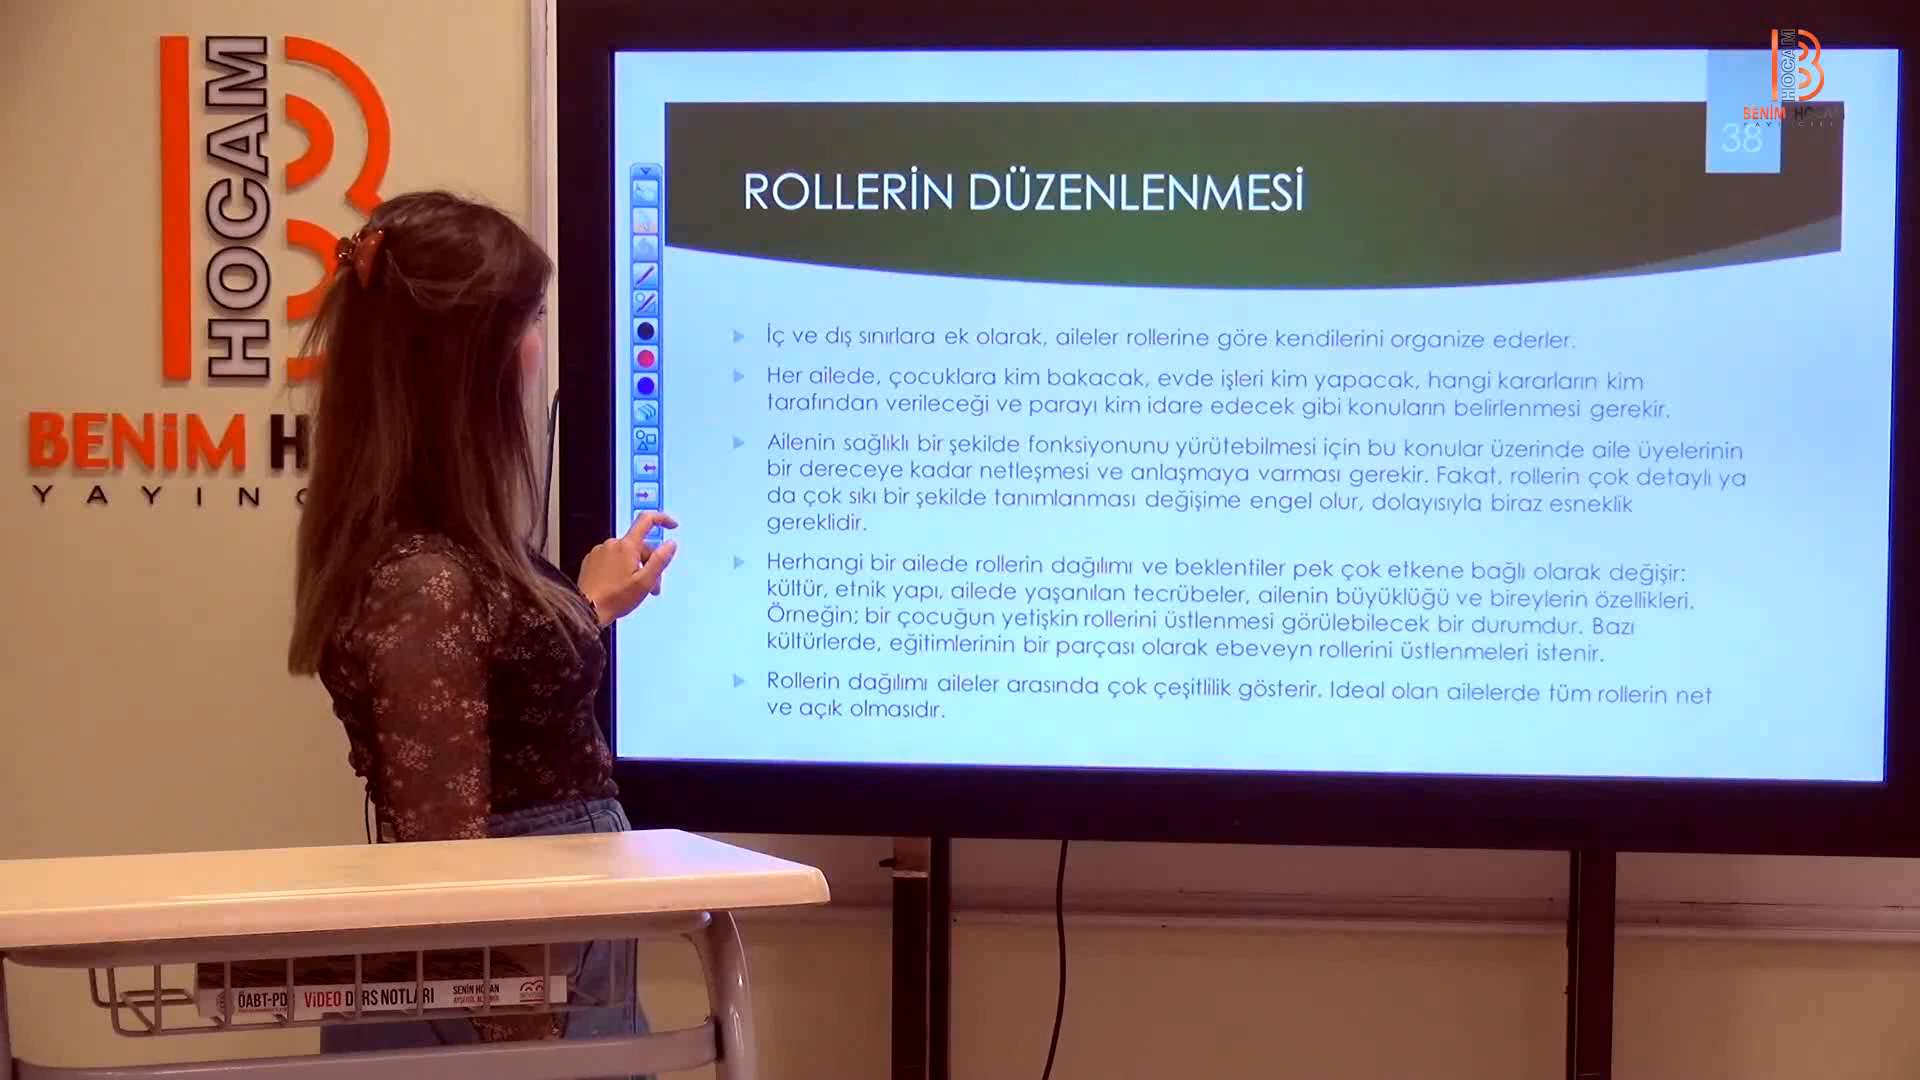 HOCAM
BENİM H
YAYINC
HOCAM
BENİM HOCAM
38
ROLLERİN DÜZENLENMESİ
İç ve dış sınırlara ek olarak, aileler rollerine göre kendilerini organize ederler.
Her ailede, çocuklara kim bakacak, evde işleri kim yapacak, hangi kararların kim
tarafından verileceği ve parayı kim idare edecek gibi konuların belirlenmesi gerekir.
Ailenin sağlıklı bir şekilde fonksiyonunu yürütebilmesi için bu konular üzerinde aile üyelerinin
bir dereceye kadar netleşmesi ve anlaşmaya varması gerekir. Fakat, rollerin çok detaylı ya
da çok sıkı bir şekilde tanımlanması değişime engel olur, dolayısıyla biraz esneklik
gereklidir.
Herhangi bir ailede rollerin dağılımı ve beklentiler pek çok etkene bağlı olarak değişir:
kültür, etnik yapı, ailede yaşanılan tecrübeler, ailenin büyüklüğü ve bireylerin özellikleri.
Örneğin; bir çocuğun yetişkin rollerini üstlenmesi görülebilecek bir durumdur. Bazı
kültürlerde, eğitimlerinin bir parçası olarak ebeveyn rollerini üstlenmeleri istenir.
Rollerin dağılımı aileler arasında çok çeşitlilik gösterir. Ideal olan ailelerde tüm rollerin net
ve açık olmasıdır.
ÖABT-PDR VİDEO DERS NOTLARI